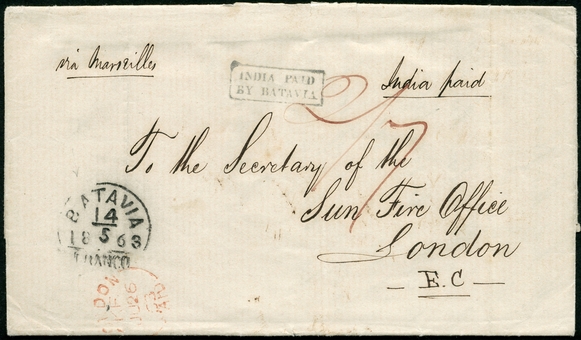 via Marseilles
INDIA PAID
BY BATAVIA
India paid
To the Secretary of the
Sun Fire Office
London
E.C
BATAVIA
14
5
1863
FRANCO